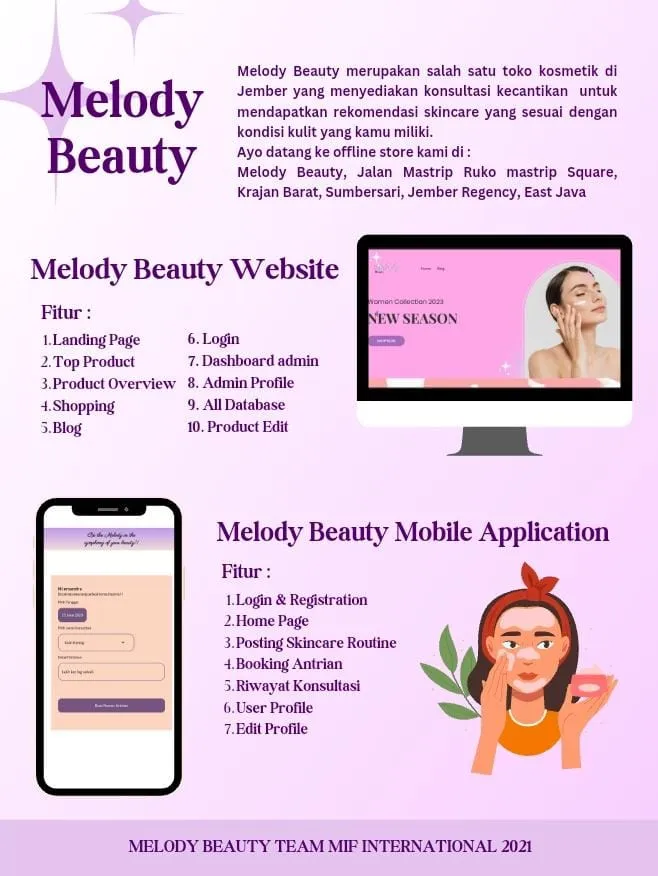 Melody
Beauty
Melody Beauty merupakan salah satu toko kosmetik di
Jember yang menyediakan konsultasi kecantikan untuk
mendapatkan rekomendasi skincare yang sesuai dengan
kondisi kulit yang kamu miliki.
Ayo datang ke offline store kami di :
Melody Beauty, Jalan Mastrip Ruko mastrip Square,
Krajan Barat, Sumbersari, Jember Regency, East Java
Melody Beauty Website
Fitur :
1. Landing Page
2. Top Product
3. Product Overview
4. Shopping
5. Blog
6. Login
7. Dashboard admin
8. Admin Profile
9. All Database
10. Product Edit
Home Blog
Women Collection 2023
NEW SEASON
SHOP NOW
Be the Melody in the
symphony of your beauty!!
Melody Beauty Mobile Application
Fitur :
1. Login & Registration
2. Home Page
3. Posting Skincare Routine
4. Booking Antrian
5. Riwayat Konsultasi
6. User Profile
7. Edit Profile
MELODY BEAUTY TEAM MIF INTERNATIONAL 2021